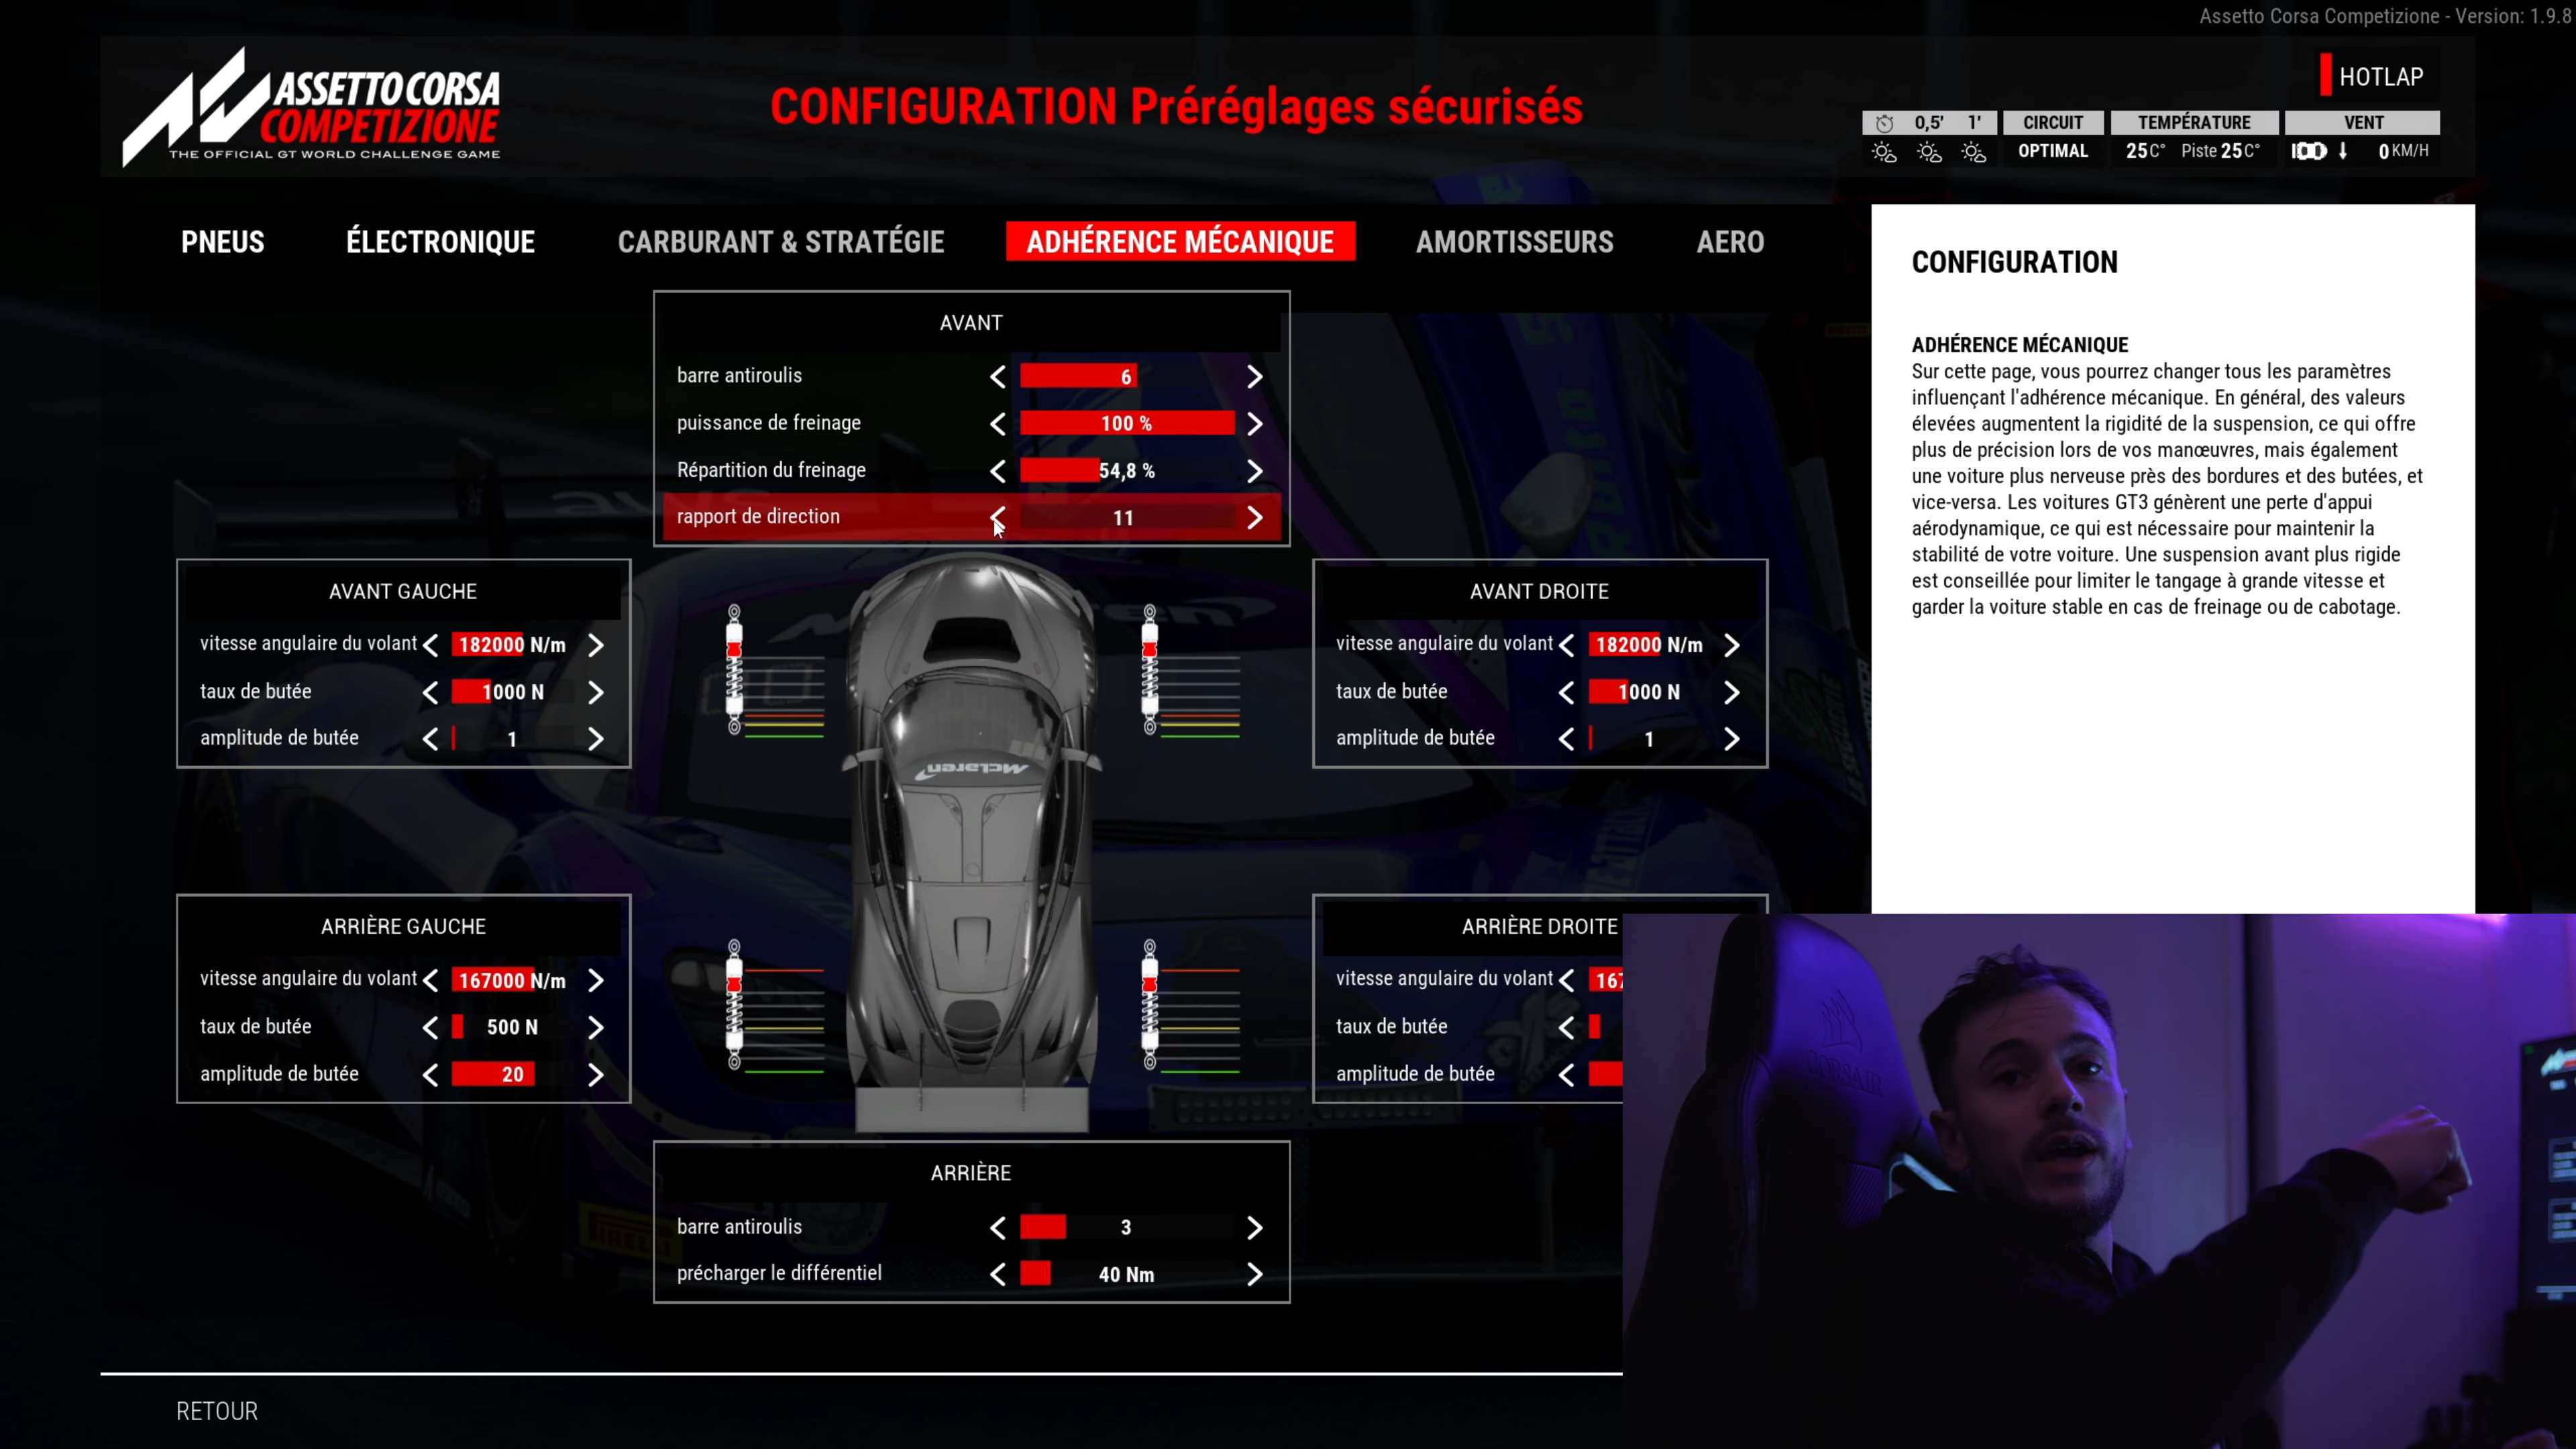 Assetto Corsa Competizione - Version: 1.9.8
ASSETTO CORSA
COMPETIZIONE
THE OFFICIAL GT WORLD CHALLENGE GAME
CONFIGURATION Préréglages sécurisés
HOTLAP
0,5' 1' CIRCUIT TEMPÉRATURE VENT
OPTIMAL 25 C° Piste 25 C° 0 KM/H
PNEUS ÉLECTRONIQUE CARBURANT & STRATÉGIE ADHÉRENCE MÉCANIQUE AMORTISSEURS AERO
AVANT
barre antiroulis 6
puissance de freinage 100 %
Répartition du freinage 54,8 %
rapport de direction 11
AVANT GAUCHE
vitesse angulaire du volant 182000 N/m
taux de butée 1000 N
amplitude de butée 1
AVANT DROITE
vitesse angulaire du volant 182000 N/m
taux de butée 1000 N
amplitude de butée 1
McLaren
ARRIÈRE GAUCHE
vitesse angulaire du volant 167000 N/m
taux de butée 500 N
amplitude de butée 20
ARRIÈRE DROITE
vitesse angulaire du volant 167
taux de butée
amplitude de butée
ARRIÈRE
barre antiroulis 3
précharger le différentiel 40 Nm
RETOUR
CONFIGURATION
ADHÉRENCE MÉCANIQUE
Sur cette page, vous pourrez changer tous les paramètres
influençant l'adhérence mécanique. En général, des valeurs
élevées augmentent la rigidité de la suspension, ce qui offre
plus de précision lors de vos manœuvres, mais également
une voiture plus nerveuse près des bordures et des butées, et
vice-versa. Les voitures GT3 génèrent une perte d'appui
aérodynamique, ce qui est nécessaire pour maintenir la
stabilité de votre voiture. Une suspension avant plus rigide
est conseillée pour limiter le tangage à grande vitesse et
garder la voiture stable en cas de freinage ou de cabotage.
CORSAIR
PIRELLI
aws